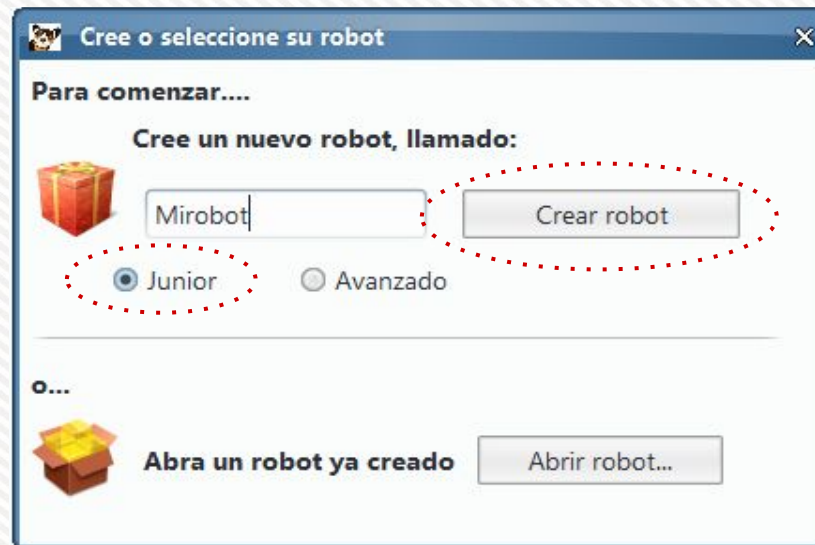 Cree o seleccione su robot
Para comenzar....
Cree un nuevo robot, llamado:
Mirobot
Crear robot
Junior
Avanzado
o...
Abra un robot ya creado
Abrir robot...